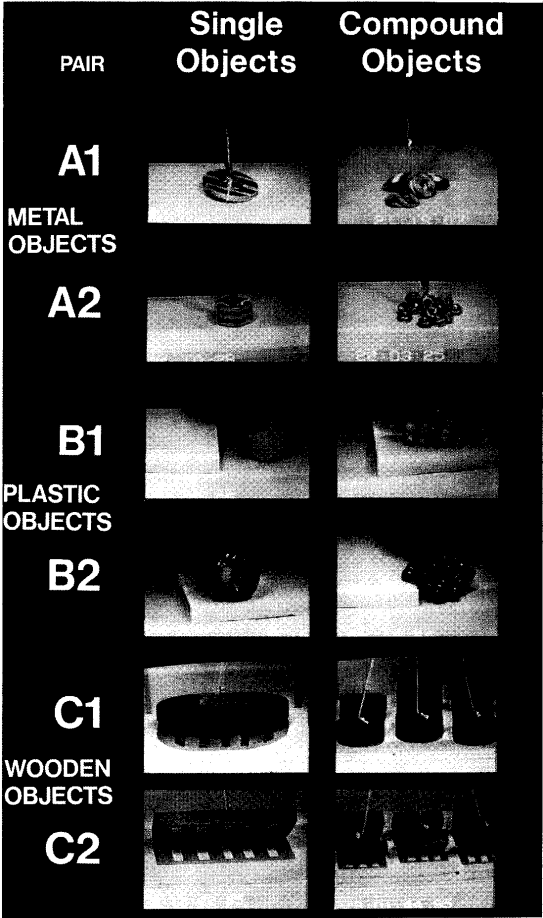 Single
Objects
Compound
Objects
PAIR
A1
METAL
OBJECTS
A2
B1
PLASTIC
OBJECTS
B2
C1
WOODEN
OBJECTS
C2